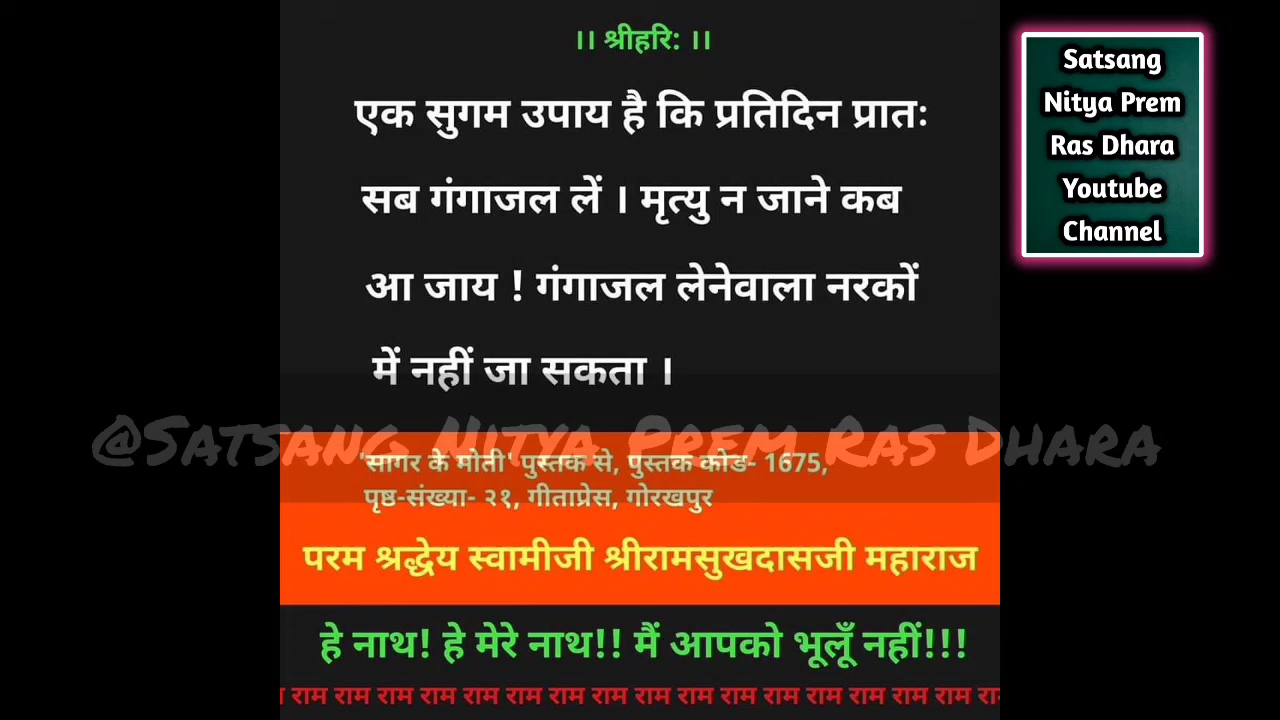 ।। श्रीहरिः ।।
एक सुगम उपाय है कि प्रतिदिन प्रातः
सब गंगाजल लें । मृत्यु न जाने कब
आ जाय ! गंगाजल लेनेवाला नरकों
में नहीं जा सकता ।
@Satsang Nitya Prem Ras Dhara
'सागर के मोती' पुस्तक से, पुस्तक कोड- 1675,
पृष्ठ-संख्या- २१, गीताप्रेस, गोरखपुर
परम श्रद्धेय स्वामीजी श्रीरामसुखदासजी महाराज
हे नाथ! हे मेरे नाथ!! मैं आपको भूलूँ नहीं!!!
राम राम राम राम राम राम राम राम राम राम राम राम राम राम राम राम
Satsang
Nitya Prem
Ras Dhara
Youtube
Channel